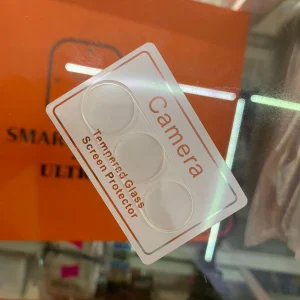 Camera
Tempered Glass
Screen Protector
SMAR
ULT